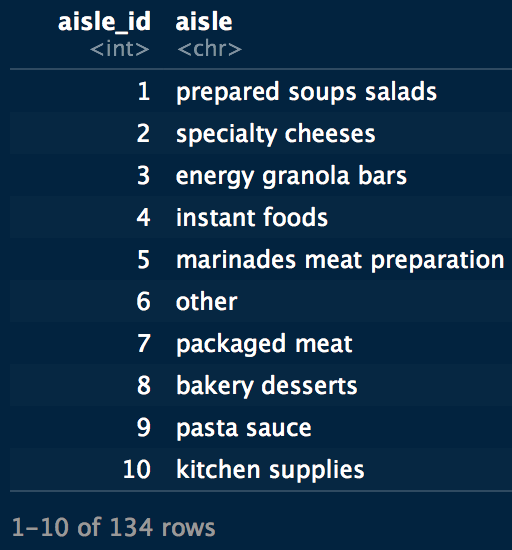 aisle_id aisle
<int> <chr>
1 prepared soups salads
2 specialty cheeses
3 energy granola bars
4 instant foods
5 marinades meat preparation
6 other
7 packaged meat
8 bakery desserts
9 pasta sauce
10 kitchen supplies
1–10 of 134 rows